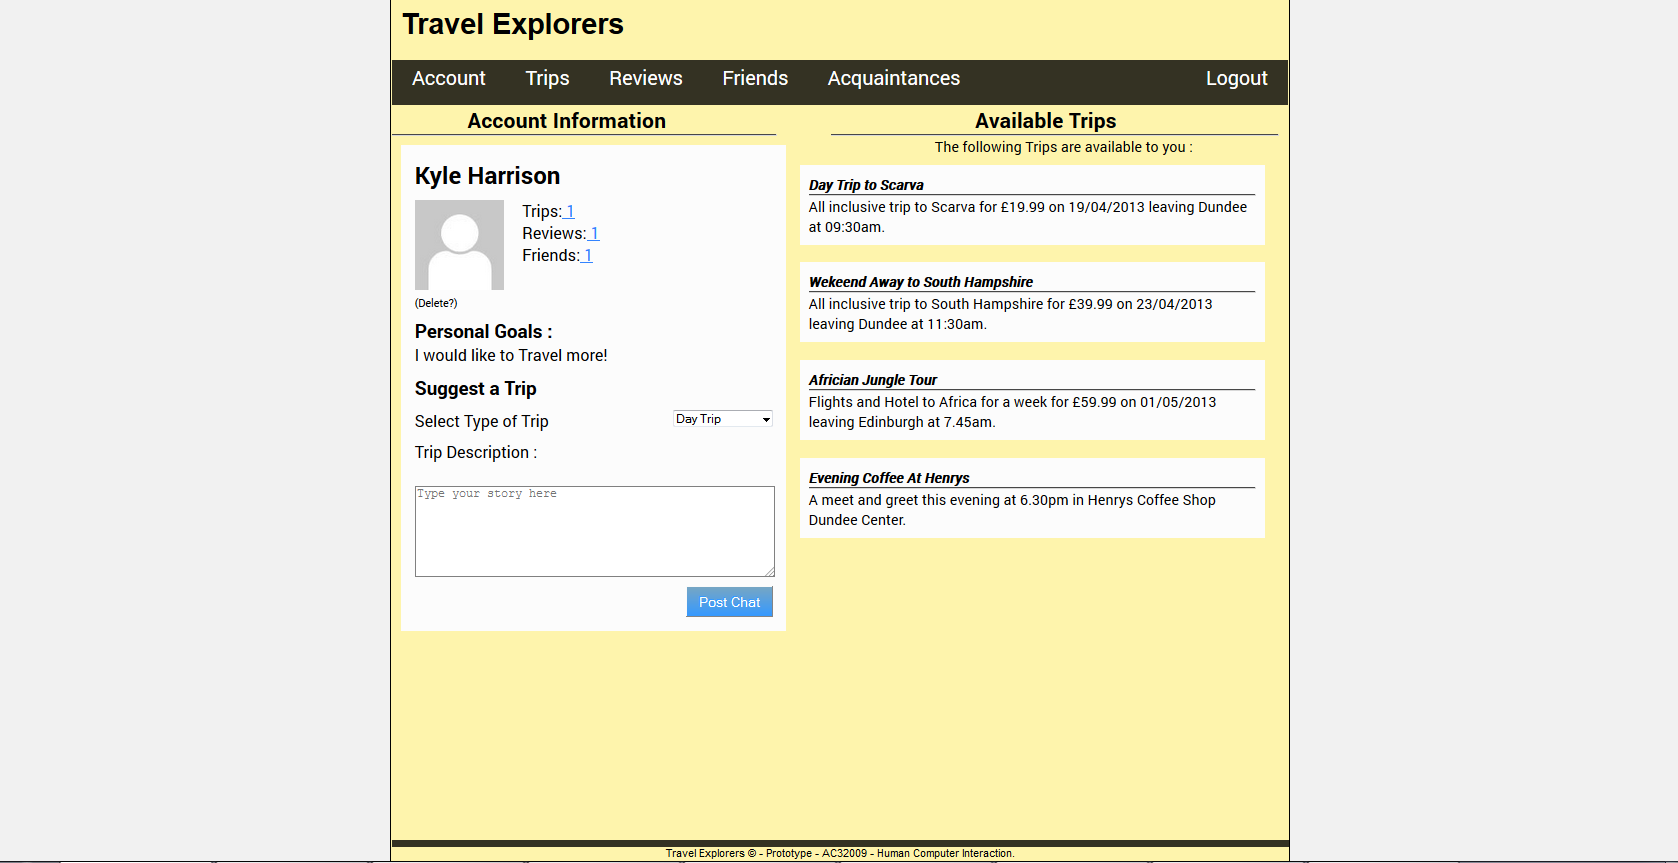 Travel Explorers
Account Trips Reviews Friends Acquaintances Logout
Account Information
Kyle Harrison
Trips: 1
Reviews: 1
Friends: 1
(Delete?)
Personal Goals :
I would like to Travel more!
Suggest a Trip
Select Type of Trip Day Trip
Trip Description :
Type your story here
Post Chat
Available Trips
The following Trips are available to you :
Day Trip to Scarva
All inclusive trip to Scarva for £19.99 on 19/04/2013 leaving Dundee
at 09:30am.
Wekeend Away to South Hampshire
All inclusive trip to South Hampshire for £39.99 on 23/04/2013
leaving Dundee at 11:30am.
Africian Jungle Tour
Flights and Hotel to Africa for a week for £59.99 on 01/05/2013
leaving Edinburgh at 7.45am.
Evening Coffee At Henrys
A meet and greet this evening at 6.30pm in Henrys Coffee Shop
Dundee Center.
Travel Explorers © - Prototype - AC32009 - Human Computer Interaction.